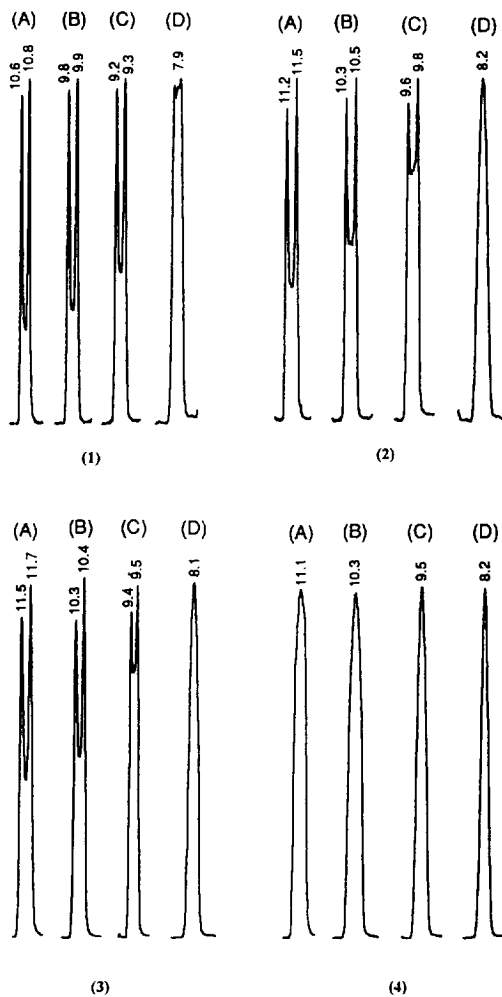 (A) (B) (C) (D)
10.6 10.8 9.8 9.9 9.2 9.3 7.9
(1)
(A) (B) (C) (D)
11.2 11.5 10.3 10.5 9.6 9.8 8.2
(2)
(A) (B) (C) (D)
11.5 11.7 10.3 10.4 9.4 9.5 8.1
(3)
(A) (B) (C) (D)
11.1 10.3 9.5 8.2
(4)